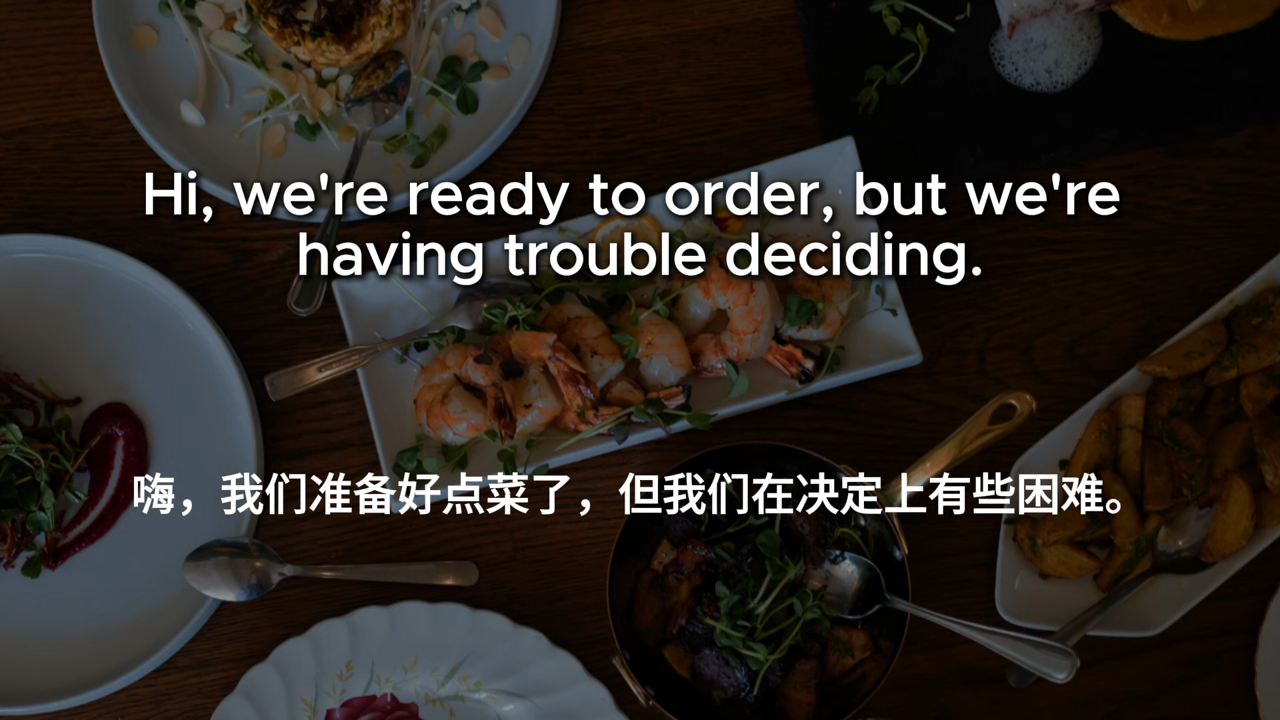 Hi, we're ready to order, but we're
having trouble deciding.
嗨，我们准备好点菜了，但我们在决定上有些困难。